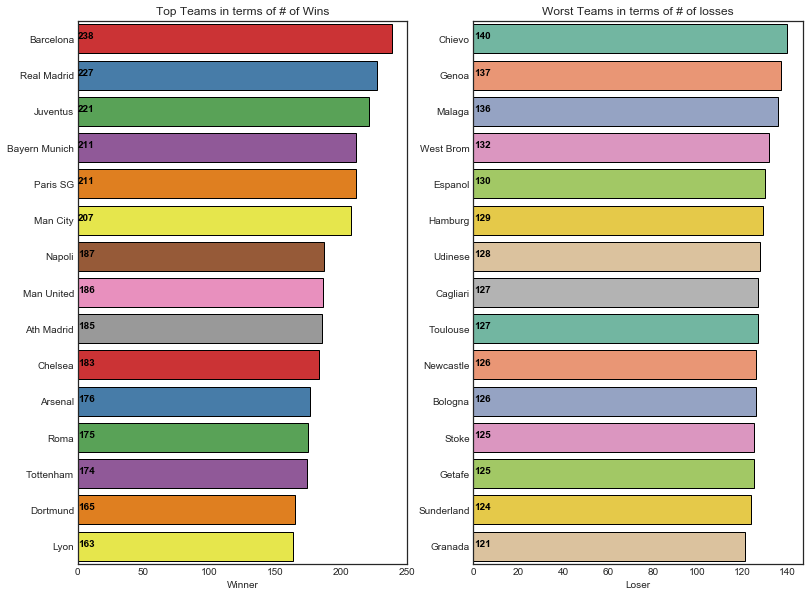 Top Teams in terms of # of Wins
Barcelona 238
Real Madrid 227
Juventus 221
Bayern Munich 211
Paris SG 211
Man City 207
Napoli 187
Man United 186
Ath Madrid 185
Chelsea 183
Arsenal 176
Roma 175
Tottenham 174
Dortmund 165
Lyon 163
0 50 100 150 200 250
Winner
Worst Teams in terms of # of losses
Chievo 140
Genoa 137
Malaga 136
West Brom 132
Espanol 130
Hamburg 129
Udinese 128
Cagliari 127
Toulouse 127
Newcastle 126
Bologna 126
Stoke 125
Getafe 125
Sunderland 124
Granada 121
0 20 40 60 80 100 120 140
Loser